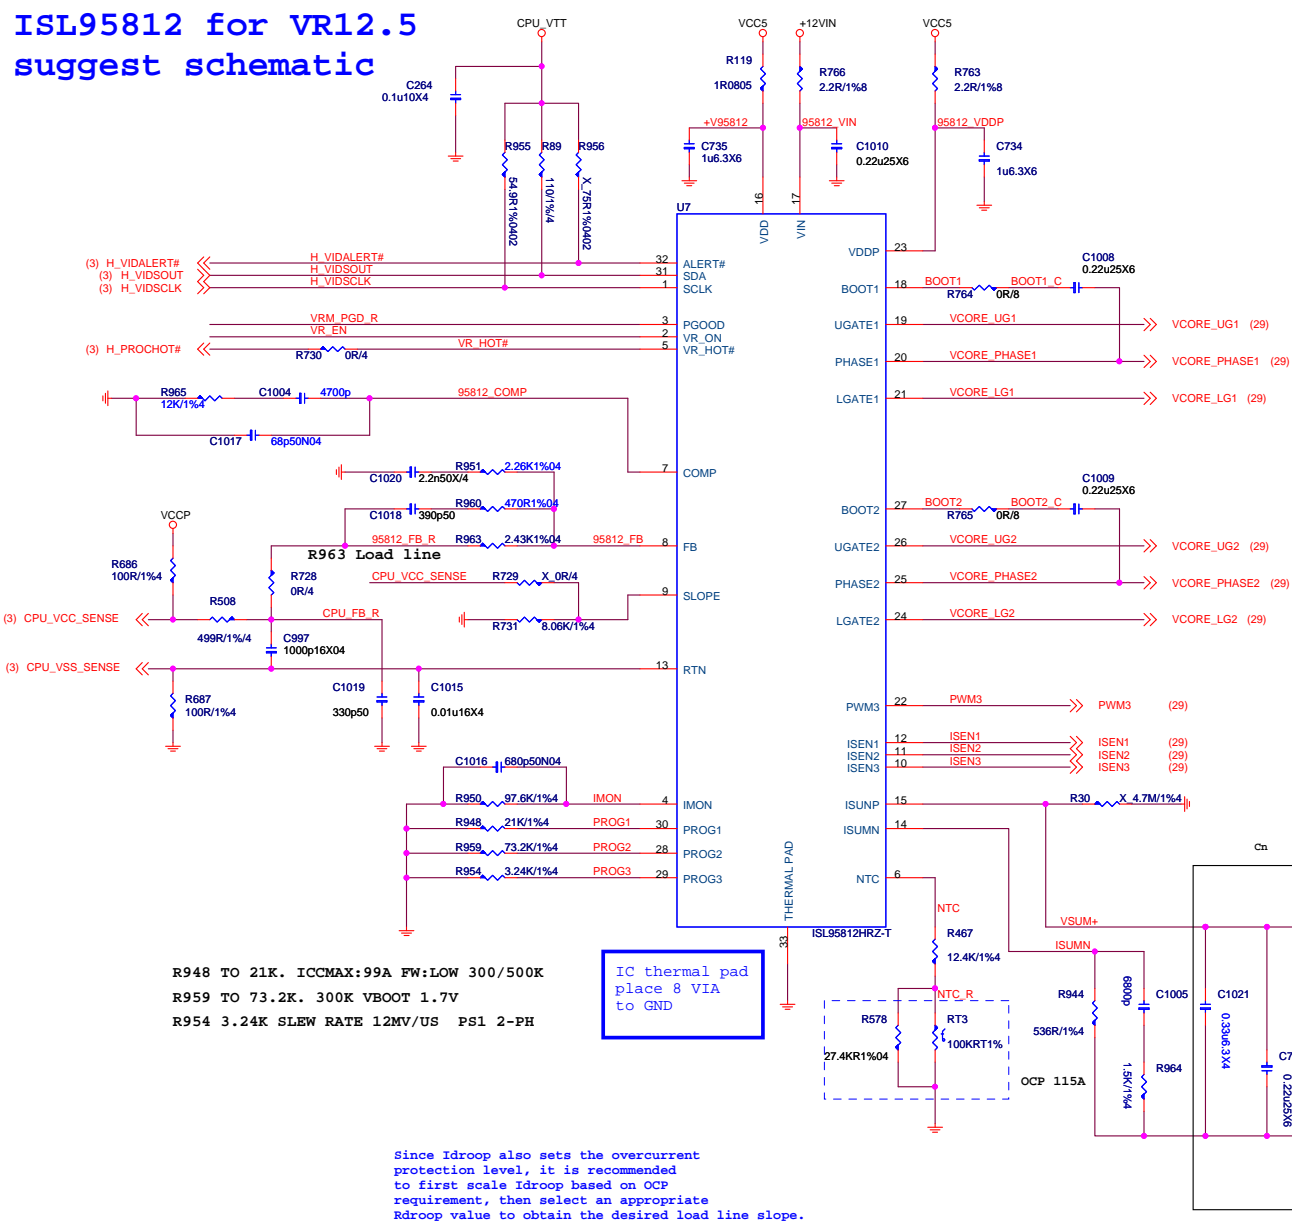 ISL95812 for VR12.5
suggest schematic
CPU_VTT
VCC5
+12VIN
VCC5
C264
0.1u10X4
R119
1R0805
R766
2.2R/1%8
R763
2.2R/1%8
+V95812
95812_VIN
95812_VDDP
C735
1u6.3X6
C1010
0.22u25X6
C734
1u6.3X6
R955
54.9R1%0402
R89
110/1%/4
R956
X_75R1%0402
U7
16
VDD
17
VIN
(3) H_VIDALERT#
H_VIDALERT#
32
ALERT#
(3) H_VIDSOUT
H_VIDSOUT
31
SDA
(3) H_VIDSCLK
H_VIDSCLK
1
SCLK
VRM_PGD_R
3
PGOOD
VR_EN
2
VR_ON
(3) H_PROCHOT#
R730
0R/4
VR_HOT#
5
VR_HOT#
VDDP
23
BOOT1
18
BOOT1
R764
0R/8
BOOT1_C
C1008
0.22u25X6
UGATE1
19
VCORE_UG1
VCORE_UG1 (29)
PHASE1
20
VCORE_PHASE1
VCORE_PHASE1 (29)
LGATE1
21
VCORE_LG1
VCORE_LG1 (29)
R965
12K/1%4
C1004
4700p
95812_COMP
C1017
68p50N04
7
COMP
C1020
2.2n50X/4
R951
2.26K1%04
C1018
390p50
R960
470R1%04
95812_FB_R
R963
2.43K1%04
95812_FB
8
FB
R963 Load line
VCCP
R686
100R/1%4
R728
0R/4
CPU_VCC_SENSE
R729
X_0R/4
9
SLOPE
R731
8.06K/1%4
(3) CPU_VCC_SENSE
R508
499R/1%/4
CPU_FB_R
C997
1000p16X04
(3) CPU_VSS_SENSE
13
RTN
R687
100R/1%4
C1019
330p50
C1015
0.01u16X4
BOOT2
27
BOOT2
R765
0R/8
BOOT2_C
C1009
0.22u25X6
UGATE2
26
VCORE_UG2
VCORE_UG2 (29)
PHASE2
25
VCORE_PHASE2
VCORE_PHASE2 (29)
LGATE2
24
VCORE_LG2
VCORE_LG2 (29)
PWM3
22
PWM3
PWM3 (29)
ISEN1
12
ISEN1
ISEN1 (29)
ISEN2
11
ISEN2
ISEN2 (29)
ISEN3
10
ISEN3
ISEN3 (29)
C1016
680p50N04
R950
97.6K/1%4
IMON
4
IMON
R948
21K/1%4
PROG1
30
PROG1
R959
73.2K/1%4
PROG2
28
PROG2
R954
3.24K/1%4
PROG3
29
PROG3
ISUNP
15
R30
X_4.7M/1%4
ISUMN
14
NTC
6
THERMAL PAD
33
ISL95812HRZ-T
NTC
R467
12.4K/1%4
NTC_R
R578
27.4KR1%04
RT3
100KRT1%
VSUM+
ISUMN
Cn
R944
536R/1%4
6800p
C1005
1.5K/1%4
R964
C1021
0.33u6.3X4
C7
0.22u25X6
OCP 115A
R948 TO 21K. ICCMAX:99A FW:LOW 300/500K
R959 TO 73.2K. 300K VBOOT 1.7V
R954 3.24K SLEW RATE 12MV/US PS1 2-PH
IC thermal pad
place 8 VIA
to GND
Since Idroop also sets the overcurrent
protection level, it is recommended
to first scale Idroop based on OCP
requirement, then select an appropriate
Rdroop value to obtain the desired load line slope.